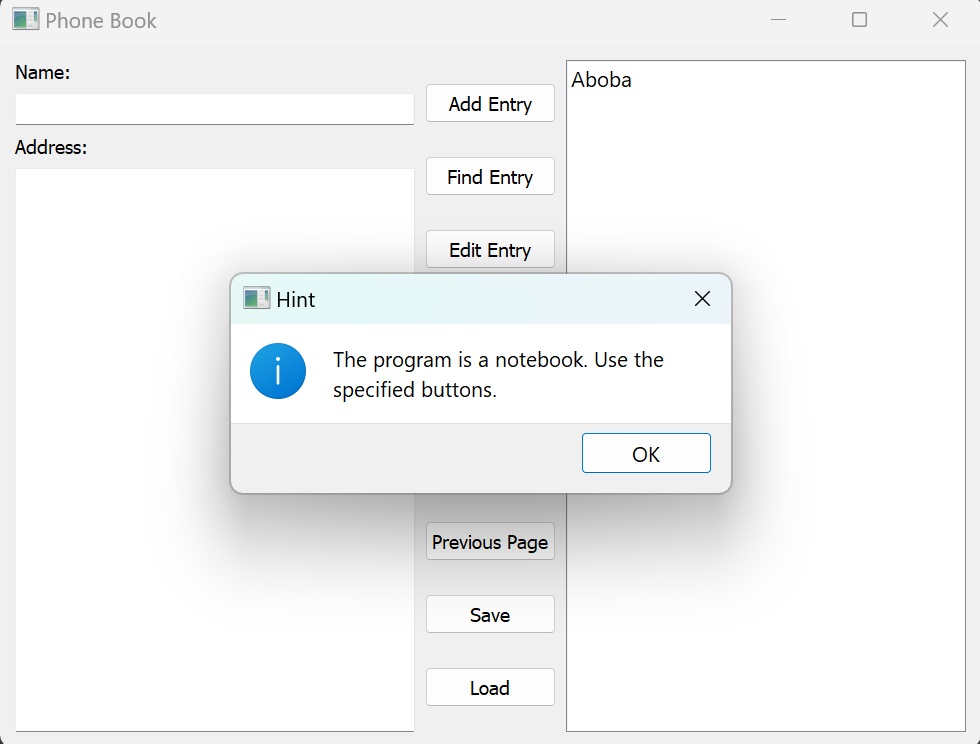 Phone Book
Name:
Address:
Add Entry
Find Entry
Edit Entry
Previous Page
Save
Load
Aboba
Hint
The program is a notebook. Use the
specified buttons.
OK